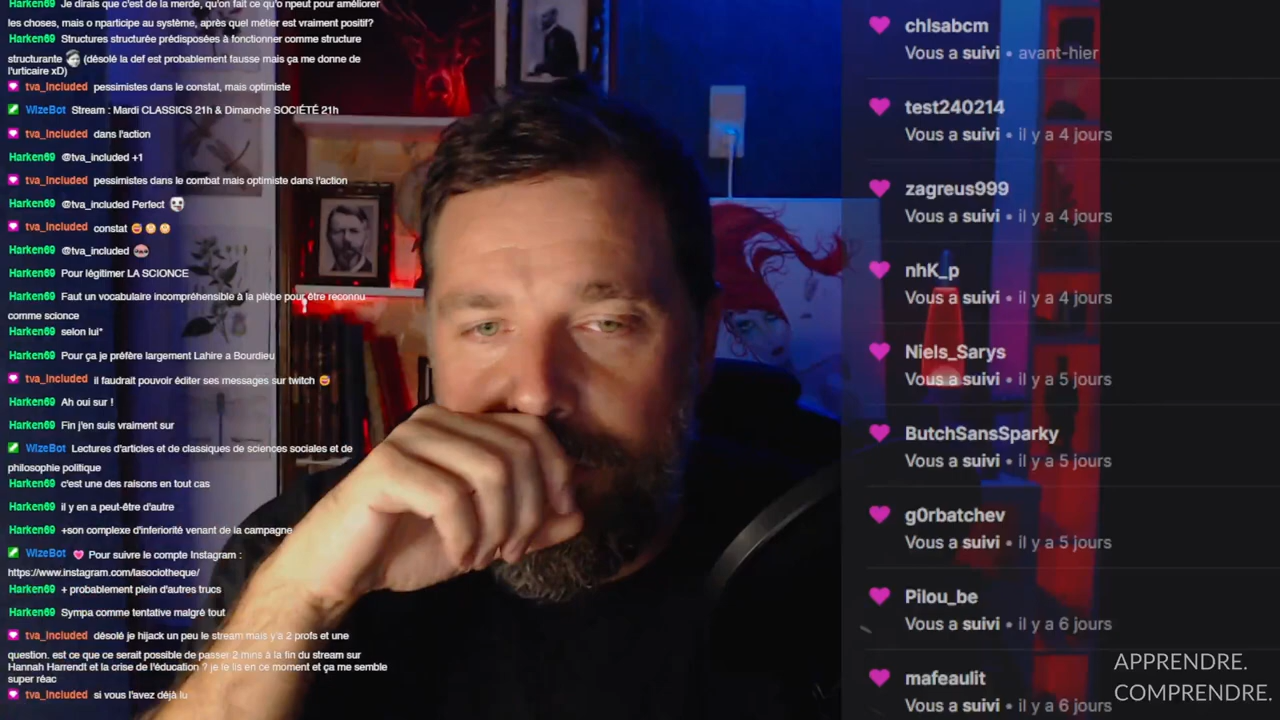 Harken69 Je dirais que c'est de la merde, qu'on fait ce qu'o npeut pour améliorer
les choses, mais o nparticipe au système, après quel métier est vraiment positif?
Harken69 Structures structurée prédisposées à fonctionner comme structure
structurante (désolé la def est probablement fausse mais ça me donne de
l'urticaire xD)
tva_included pessimistes dans le constat, mais optimiste
WizeBot Stream : Mardi CLASSICS 21h & Dimanche SOCIÉTÉ 21h
tva_included dans l'action
Harken69 @tva_included +1
tva_included pessimistes dans le combat mais optimiste dans l'action
Harken69 @tva_included Perfect
tva_included constat
Harken69 @tva_included
Harken69 Pour légitimer LA SCIONCE
Harken69 Faut un vocabulaire incompréhensible à la plèbe pour être reconnu
comme scionce
Harken69 selon lui*
Harken69 Pour ça je préfère largement Lahire a Bourdieu
tva_included il faudrait pouvoir éditer ses messages sur twitch
Harken69 Ah oui sur !
Harken69 Fin j'en suis vraiment sur
WizeBot Lectures d'articles et de classiques de sciences sociales et de
philosophie politique
Harken69 c'est une des raisons en tout cas
Harken69 il y en a peut-être d'autre
Harken69 +son complexe d'inferiorité venant de la campagne
WizeBot Pour suivre le compte Instagram :
https://www.instagram.com/lasociotheque/
Harken69 + probablement plein d'autres trucs
Harken69 Sympa comme tentative malgré tout
tva_included désolé je hijack un peu le stream mais y'a 2 profs et une
question. est ce que ce serait possible de passer 2 mins à la fin du stream sur
Hannah Harrendt et la crise de l'éducation ? je le lis en ce moment et ça me semble
super réac
tva_included si vous l'avez déjà lu
chlsabcm
Vous a suivi • avant-hier
test240214
Vous a suivi • il y a 4 jours
zagreus999
Vous a suivi • il y a 4 jours
nhK_p
Vous a suivi • il y a 4 jours
Niels_Sarys
Vous a suivi • il y a 5 jours
ButchSansSparky
Vous a suivi • il y a 5 jours
g0rbatchev
Vous a suivi • il y a 5 jours
Pilou_be
Vous a suivi • il y a 6 jours
mafeaulit
Vous a suivi • il y a 6 jours
APPRENDRE.
COMPRENDRE.